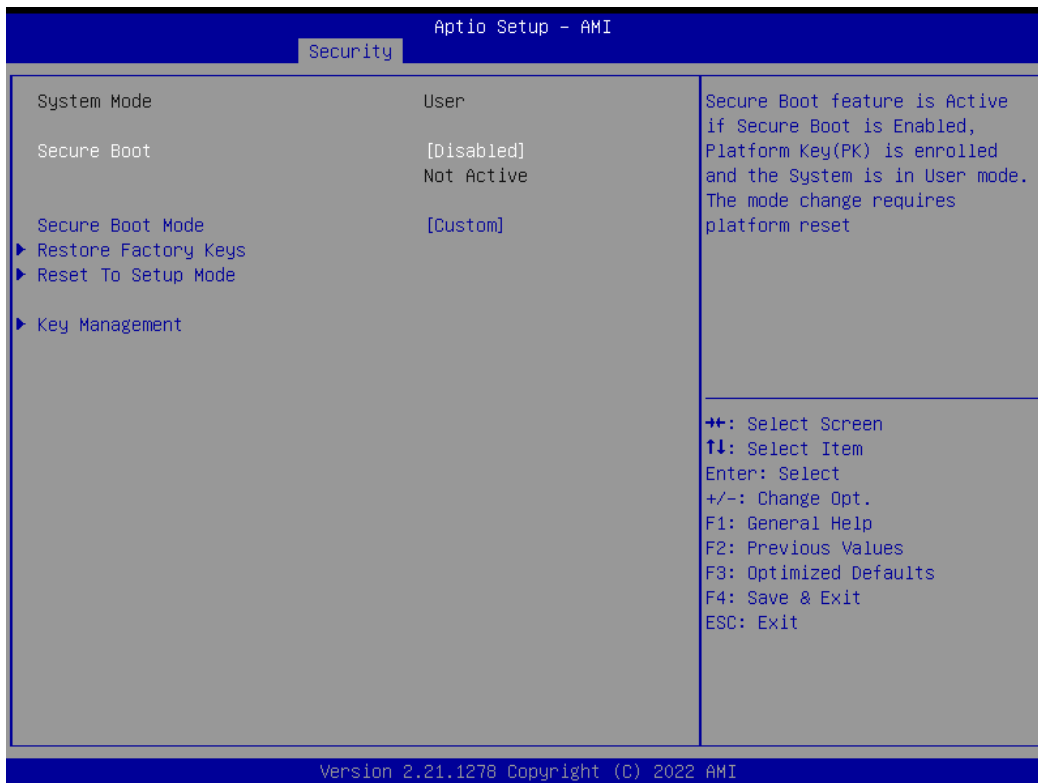 Aptio Setup – AMI
Security
System Mode User
Secure Boot [Disabled]
Not Active
Secure Boot Mode [Custom]
Restore Factory Keys
Reset To Setup Mode
Key Management
Secure Boot feature is Active
if Secure Boot is Enabled,
Platform Key(PK) is enrolled
and the System is in User mode.
The mode change requires
platform reset
→←: Select Screen
↑↓: Select Item
Enter: Select
+/-: Change Opt.
F1: General Help
F2: Previous Values
F3: Optimized Defaults
F4: Save & Exit
ESC: Exit
Version 2.21.1278 Copyright (C) 2022 AMI